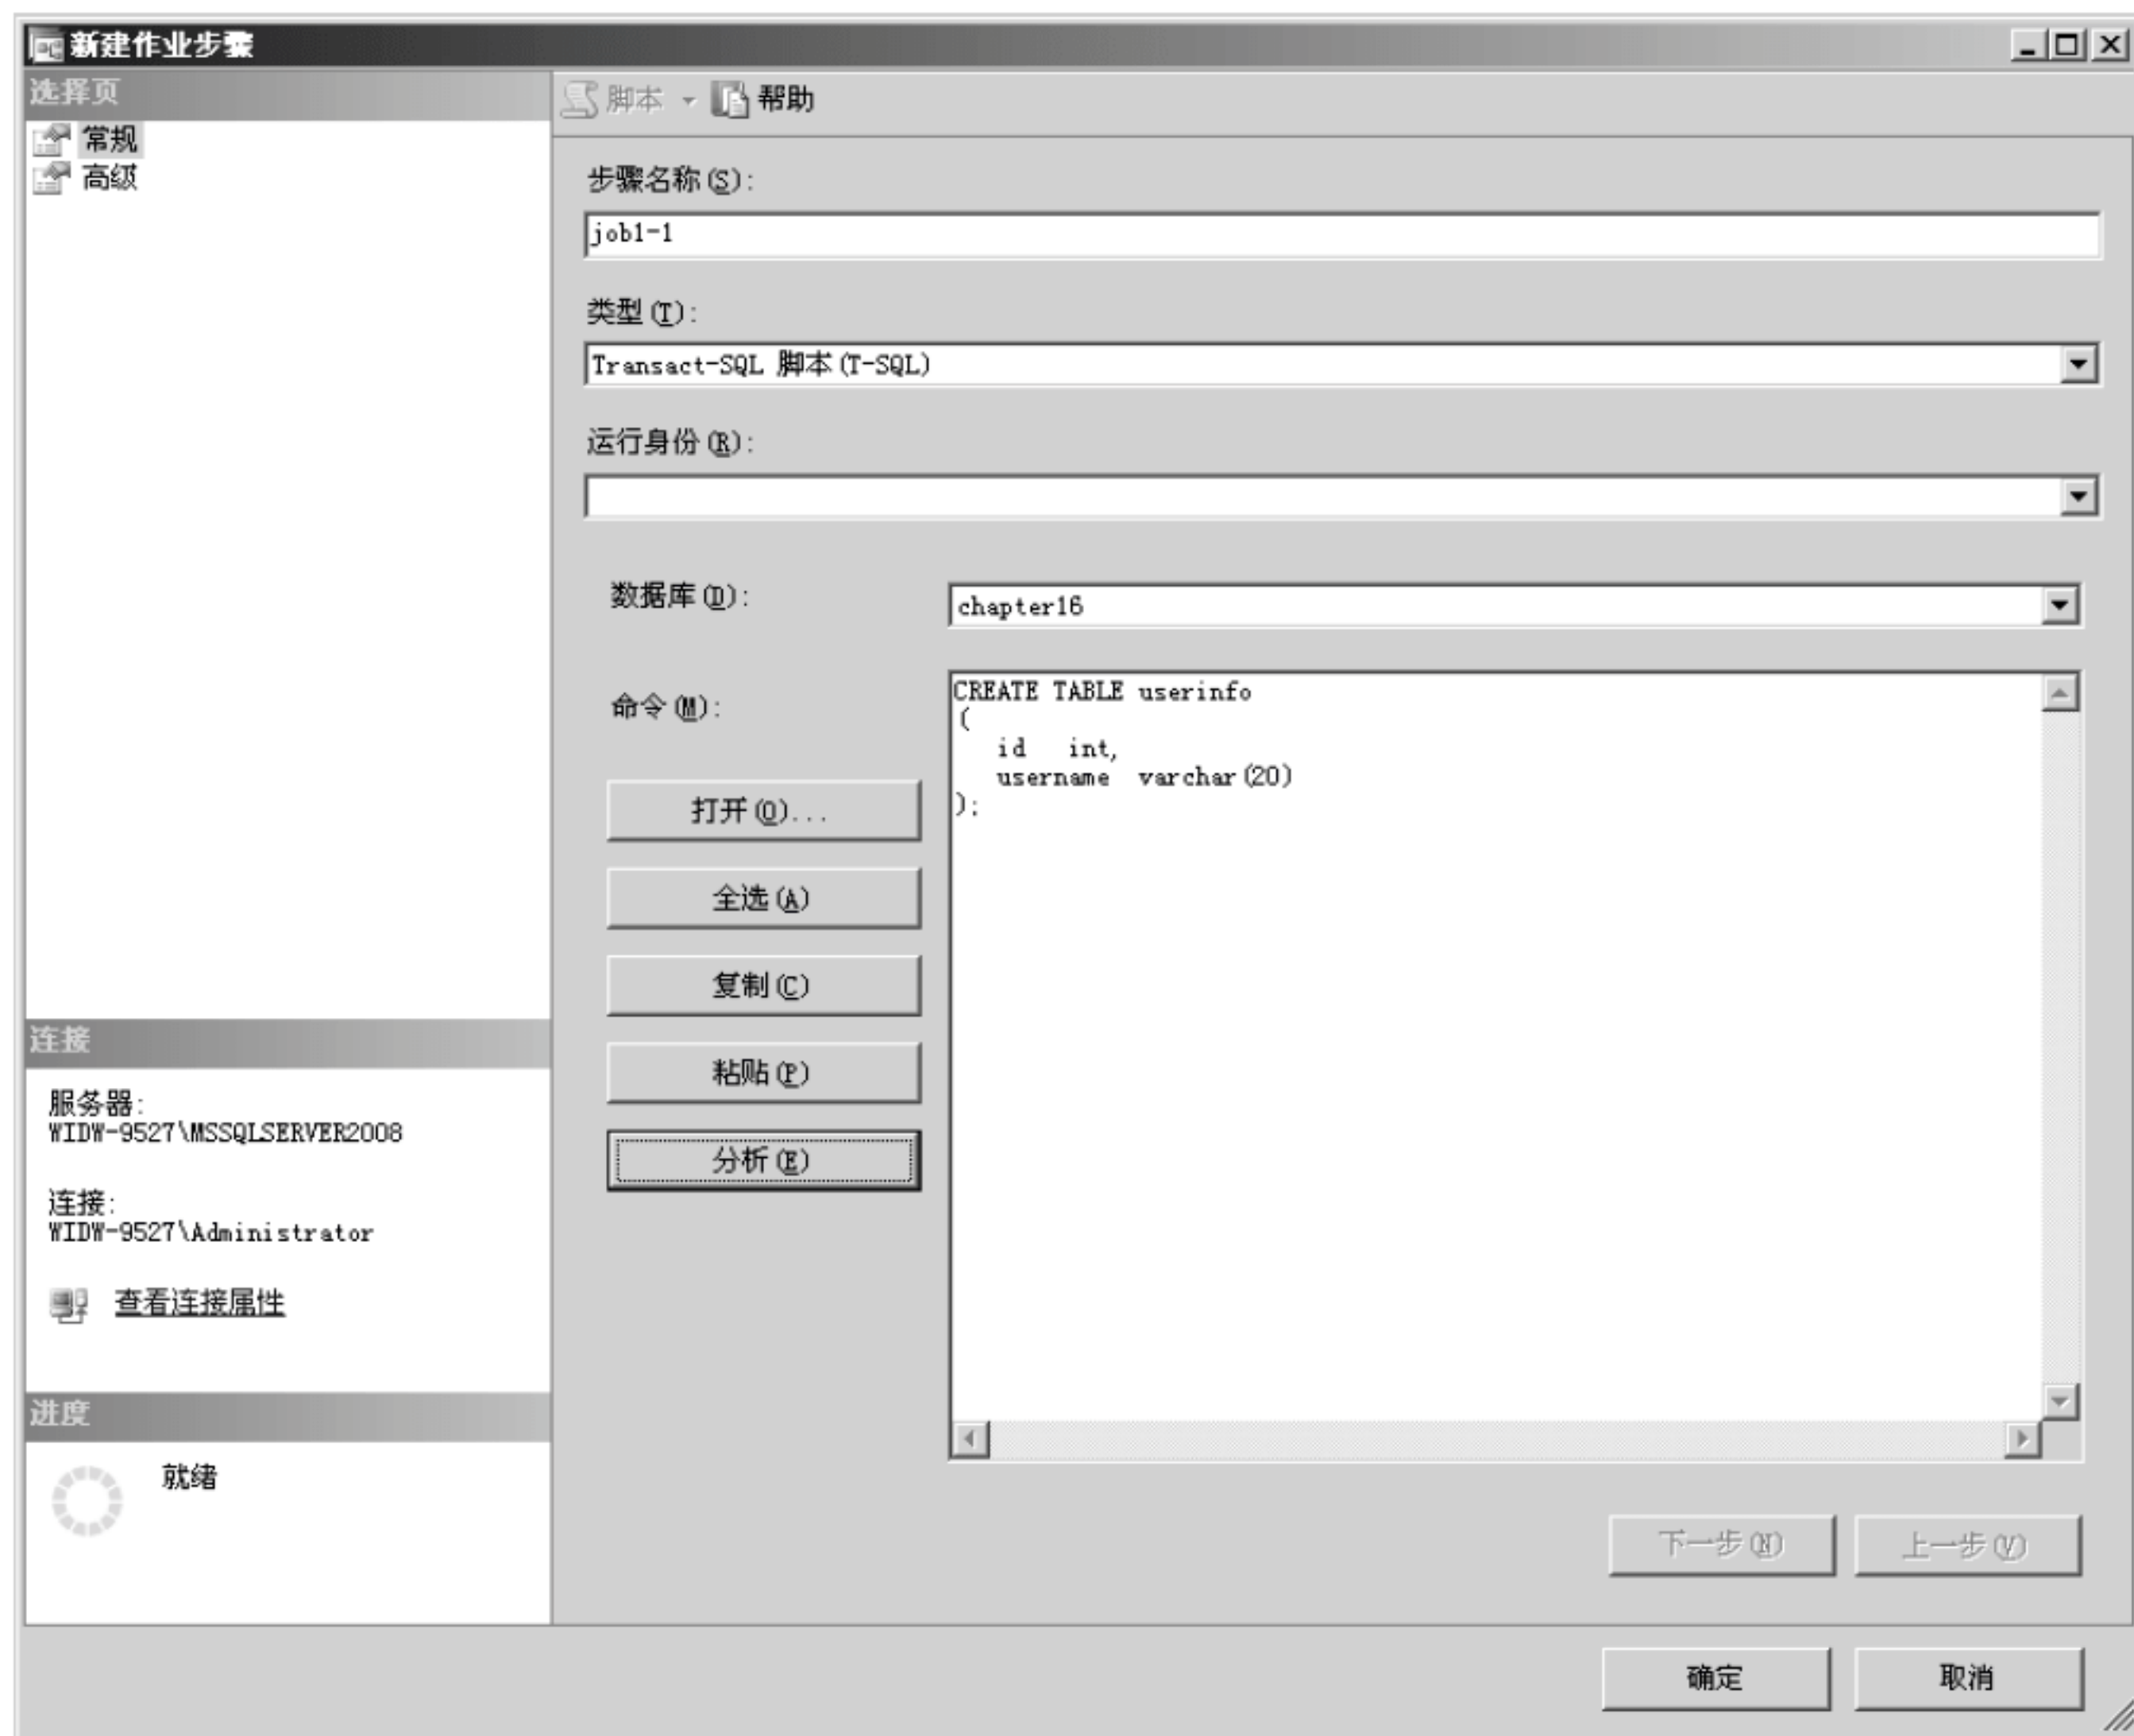 新建作业步骤
选择页
常规
高级
脚本 帮助
步骤名称(S):
job1-1
类型(T):
Transact-SQL 脚本(T-SQL)
运行身份(R):
数据库(D):
chapter16
命令(M):
CREATE TABLE userinfo
(
id int,
username varchar(20)
);
打开(O)...
全选(A)
复制(C)
粘贴(P)
分析(E)
连接
服务器:
WIDW-9527\MSSQLSERVER2008
连接:
WIDW-9527\Administrator
查看连接属性
进度
就绪
下一步(N) 上一步(V)
确定 取消